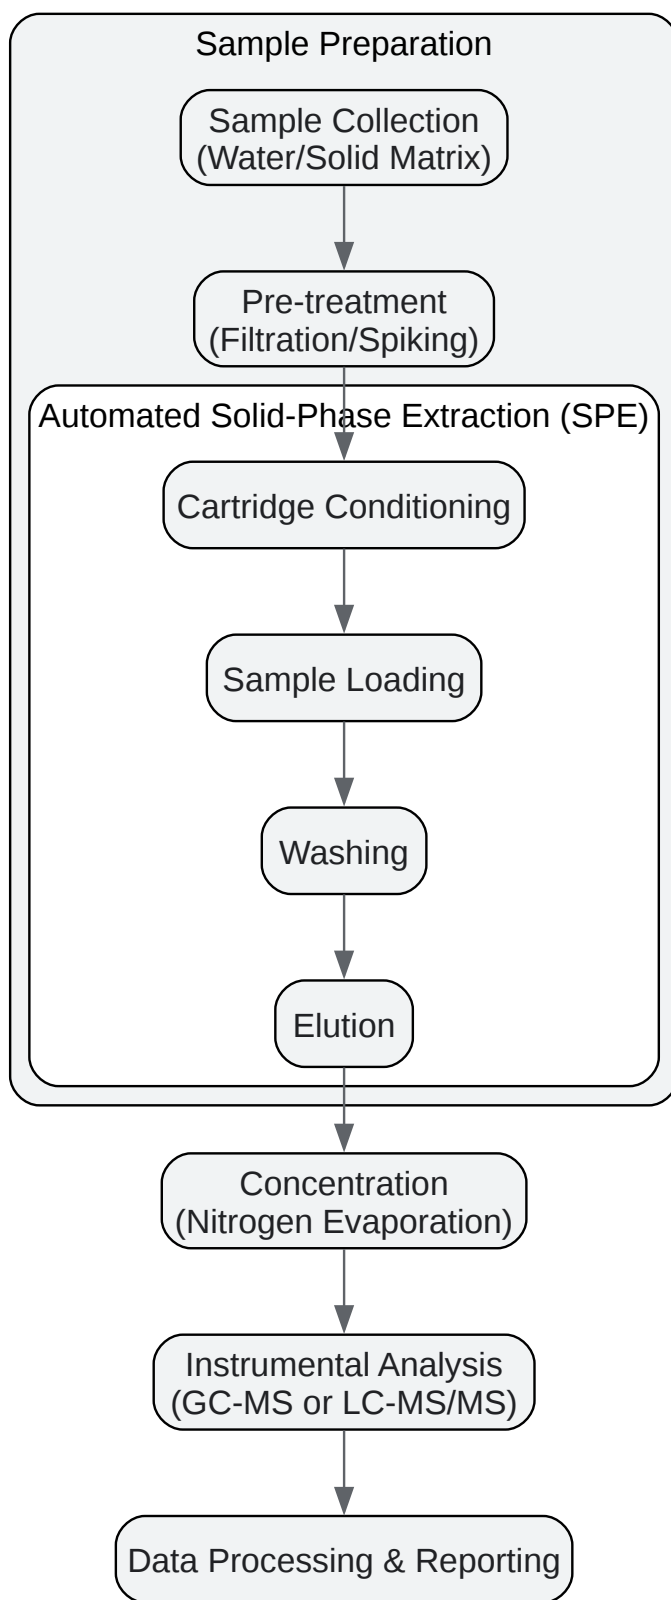 Sample Preparation
Sample Collection
(Water/Solid Matrix)
Pre-treatment
(Filtration/Spiking)
Automated Solid-Phase Extraction (SPE)
Cartridge Conditioning
Sample Loading
Washing
Elution
Concentration
(Nitrogen Evaporation)
Instrumental Analysis
(GC-MS or LC-MS/MS)
Data Processing & Reporting